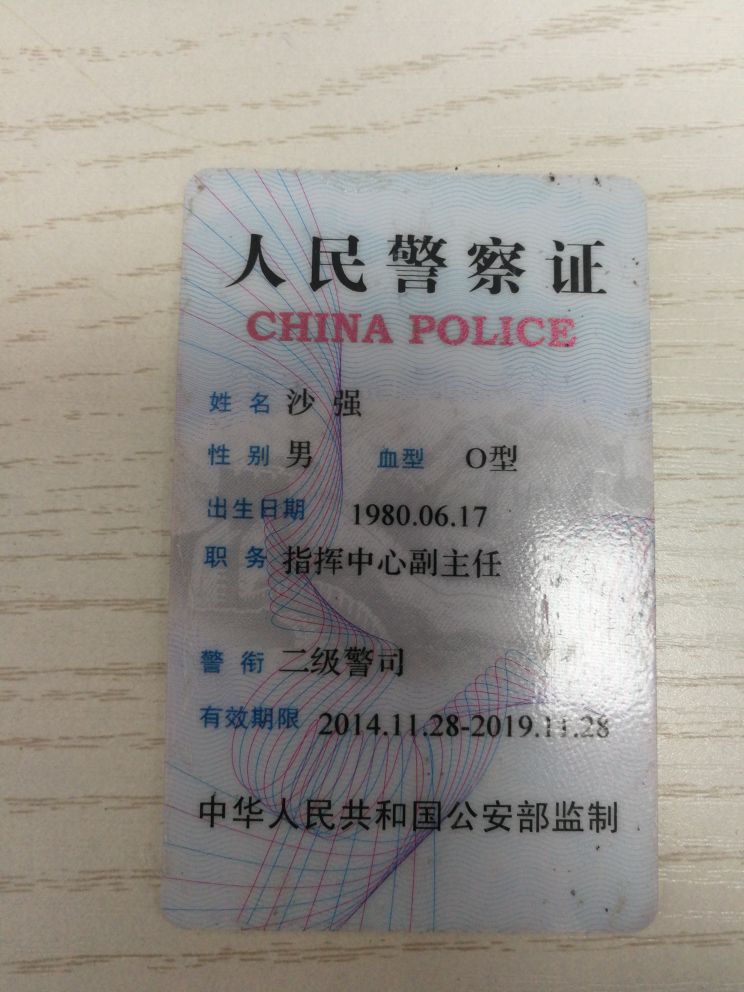 人民警察证
CHINA POLICE
姓 名 沙 强
性 别 男 血型 O型
出生日期 1980.06.17
职 务 指挥中心副主任
警 衔 二级警司
有效期限 2014.11.28-2019.11.28
中华人民共和国公安部监制